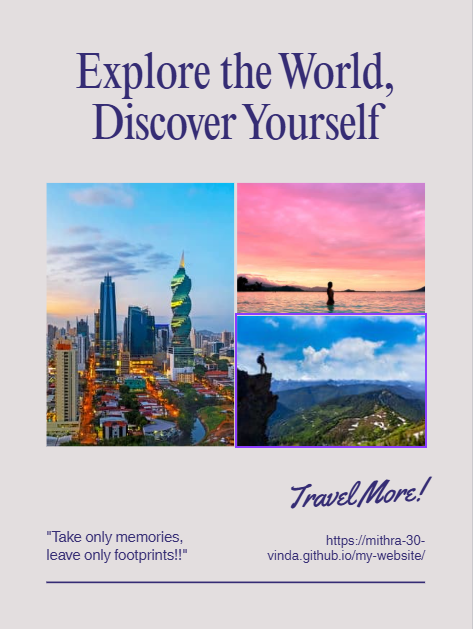 Explore the World,
Discover Yourself
Travel More!
"Take only memories,
leave only footprints!!"
https://mithra-30-
vinda.github.io/my-website/